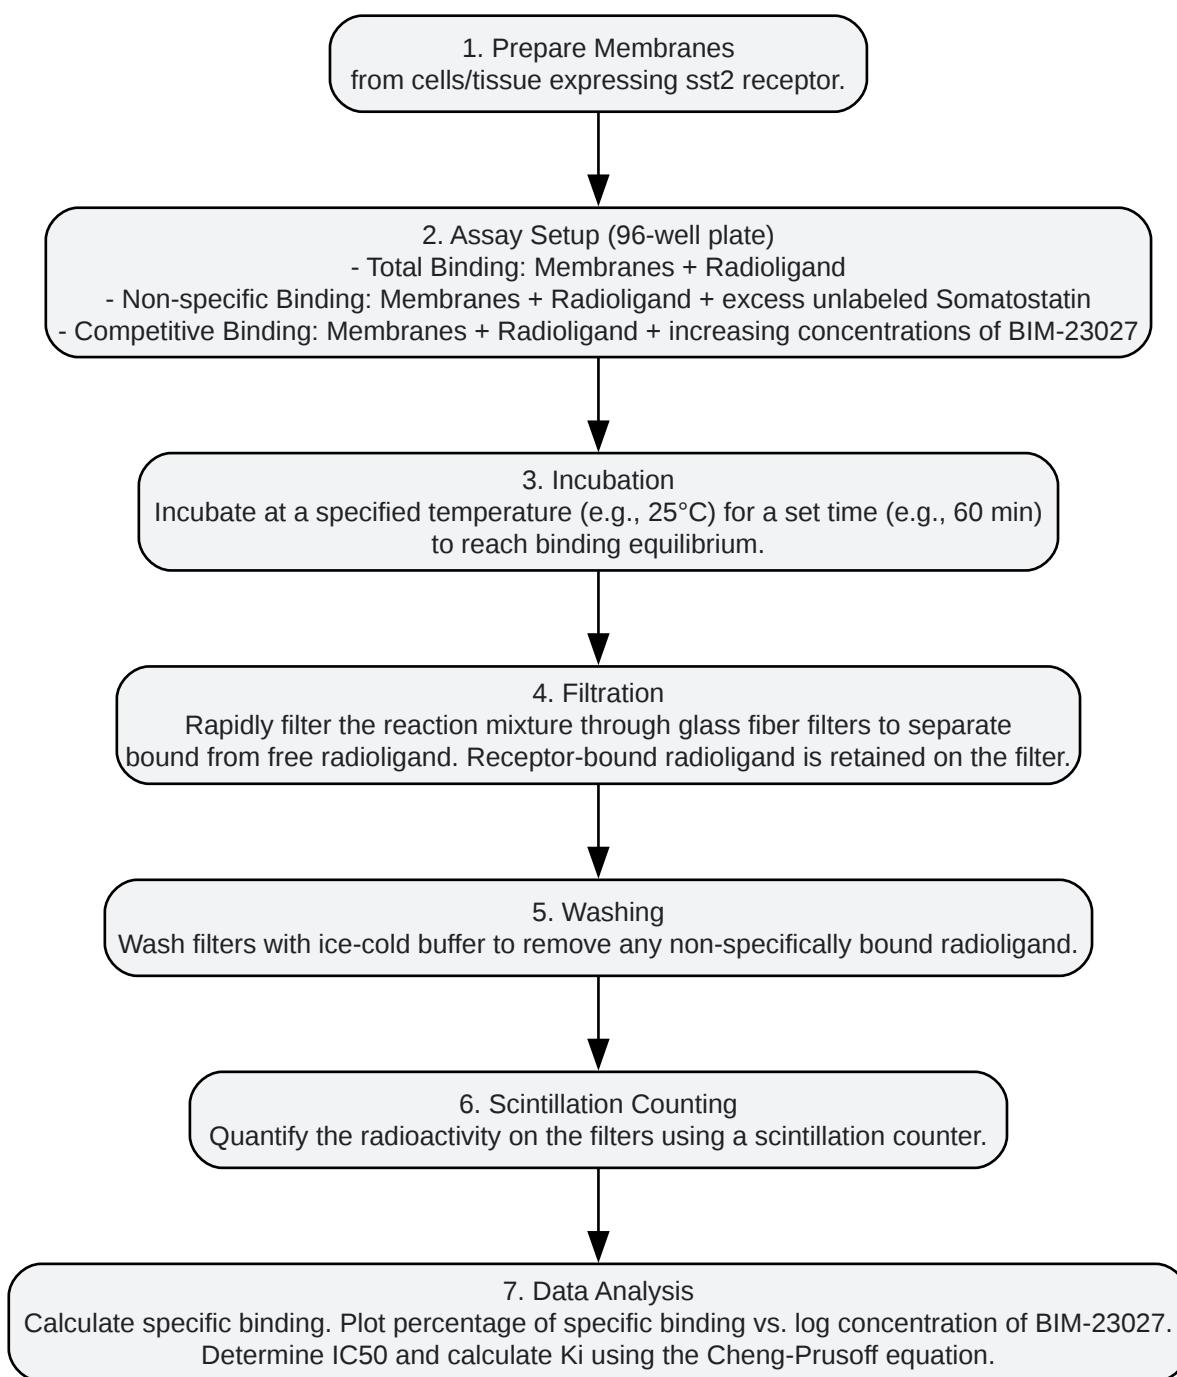 1. Prepare Membranes
from cells/tissue expressing sst2 receptor.
2. Assay Setup (96-well plate)
- Total Binding: Membranes + Radioligand
- Non-specific Binding: Membranes + Radioligand + excess unlabeled Somatostatin
- Competitive Binding: Membranes + Radioligand + increasing concentrations of BIM-23027
3. Incubation
Incubate at a specified temperature (e.g., 25°C) for a set time (e.g., 60 min)
to reach binding equilibrium.
4. Filtration
Rapidly filter the reaction mixture through glass fiber filters to separate
bound from free radioligand. Receptor-bound radioligand is retained on the filter.
5. Washing
Wash filters with ice-cold buffer to remove any non-specifically bound radioligand.
6. Scintillation Counting
Quantify the radioactivity on the filters using a scintillation counter.
7. Data Analysis
Calculate specific binding. Plot percentage of specific binding vs. log concentration of BIM-23027.
Determine IC50 and calculate Ki using the Cheng-Prusoff equation.